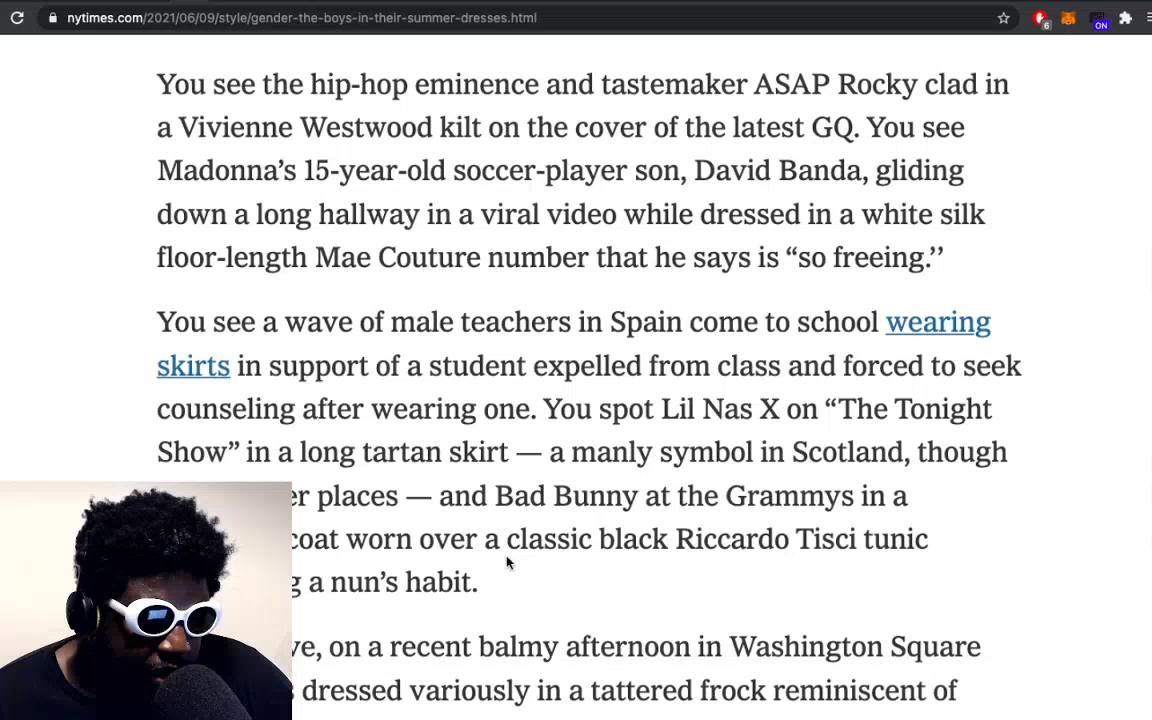 nytimes.com/2021/06/09/style/gender-the-boys-in-their-summer-dresses.html
6
ON
You see the hip-hop eminence and tastemaker ASAP Rocky clad in
a Vivienne Westwood kilt on the cover of the latest GQ. You see
Madonna’s 15-year-old soccer-player son, David Banda, gliding
down a long hallway in a viral video while dressed in a white silk
floor-length Mae Couture number that he says is “so freeing.’’
You see a wave of male teachers in Spain come to school wearing
skirts in support of a student expelled from class and forced to seek
counseling after wearing one. You spot Lil Nas X on “The Tonight
Show” in a long tartan skirt — a manly symbol in Scotland, though
places — and Bad Bunny at the Grammys in a
coat worn over a classic black Riccardo Tisci tunic
a nun’s habit.
on a recent balmy afternoon in Washington Square
dressed variously in a tattered frock reminiscent of